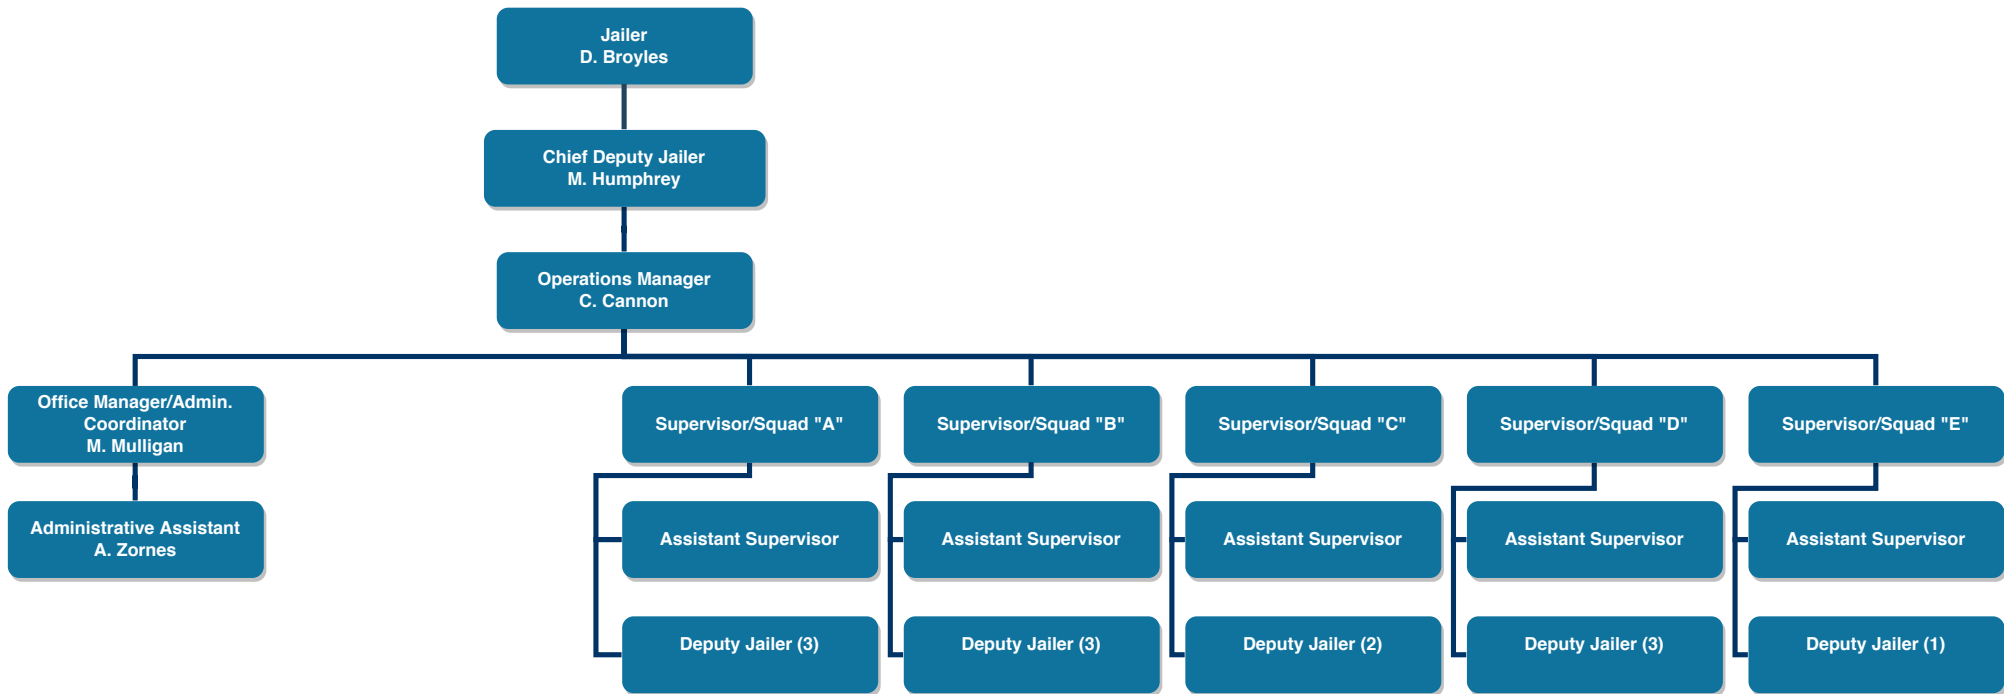 Jailer
D. Broyles
Chief Deputy Jailer
M. Humphrey
Operations Manager
C. Cannon
Office Manager/Admin.
Coordinator
M. Mulligan
Supervisor/Squad "A"
Supervisor/Squad "B"
Supervisor/Squad "C"
Supervisor/Squad "D"
Supervisor/Squad "E"
Administrative Assistant
A. Zornes
Assistant Supervisor
Assistant Supervisor
Assistant Supervisor
Assistant Supervisor
Assistant Supervisor
Deputy Jailer (3)
Deputy Jailer (3)
Deputy Jailer (2)
Deputy Jailer (3)
Deputy Jailer (1)